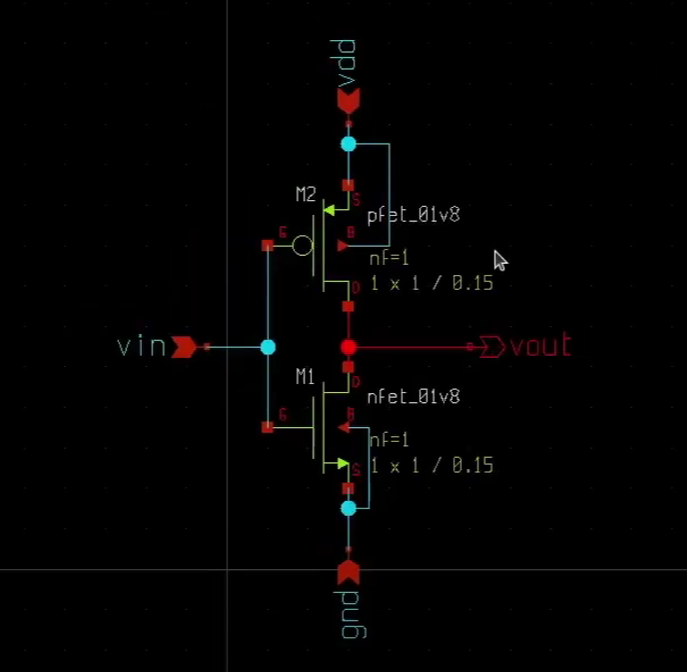 vdd
M2
S
pfet_01v8
G
B
nf=1
D
1 x 1 / 0.15
vin
vout
M1
D
nfet_01v8
G
B
nf=1
S
1 x 1 / 0.15
gnd